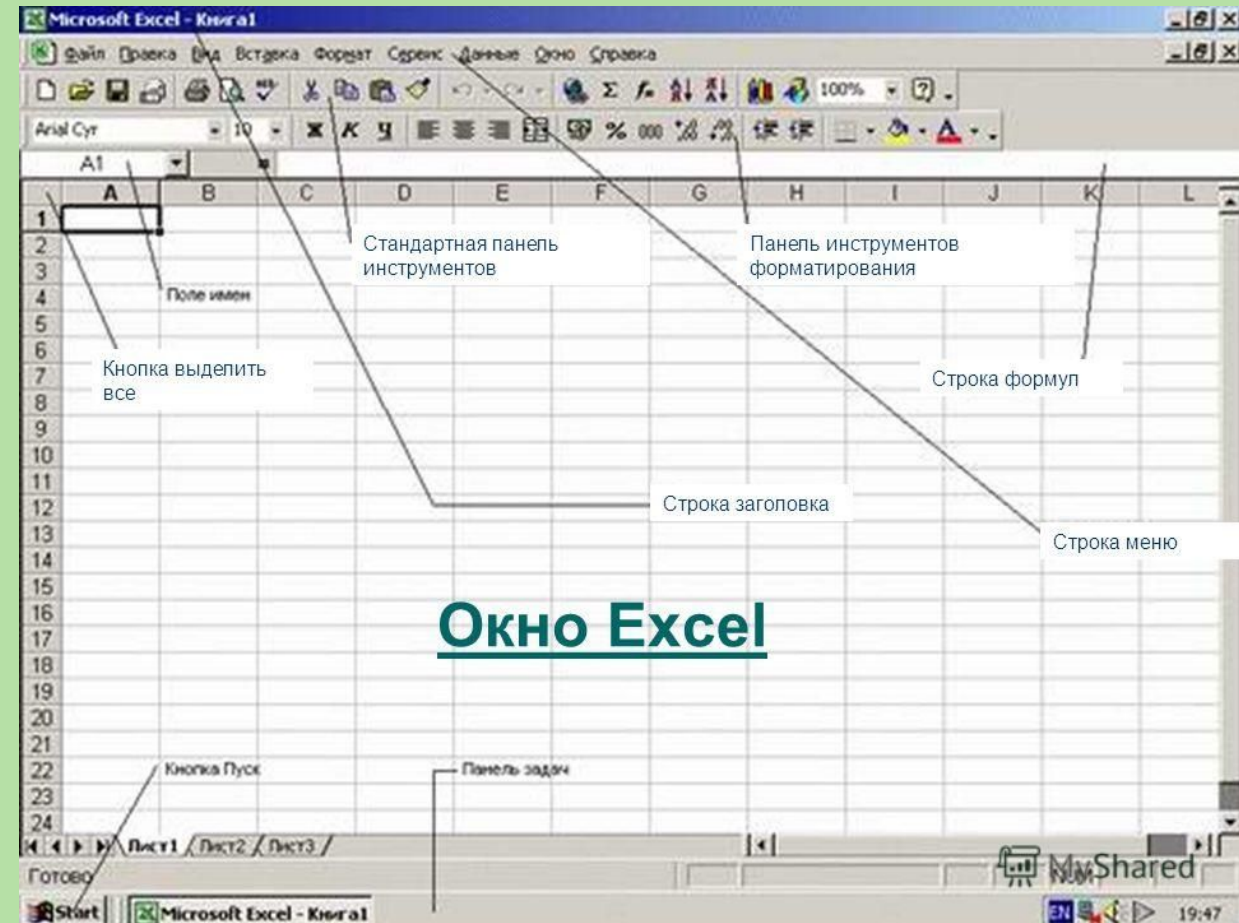 Microsoft Excel - Книга1
Файл Правка Вид Вставка Формат Сервис Данные Окно Справка
100%
Arial Cyr 10 Ж К Ч % 000
A1
A B C D E F G H I J K L
1
2
3
4
5
6
7
8
9
10
11
12
13
14
15
16
17
18
19
20
21
22
23
24
Стандартная панель
инструментов
Панель инструментов
форматирования
Поле имен
Кнопка выделить
все
Строка формул
Строка заголовка
Строка меню
Окно Excel
Кнопка Пуск
Панель задач
Лист1 Лист2 Лист3
Готово
MyShared
Start Microsoft Excel - Книга1 EN 19:47